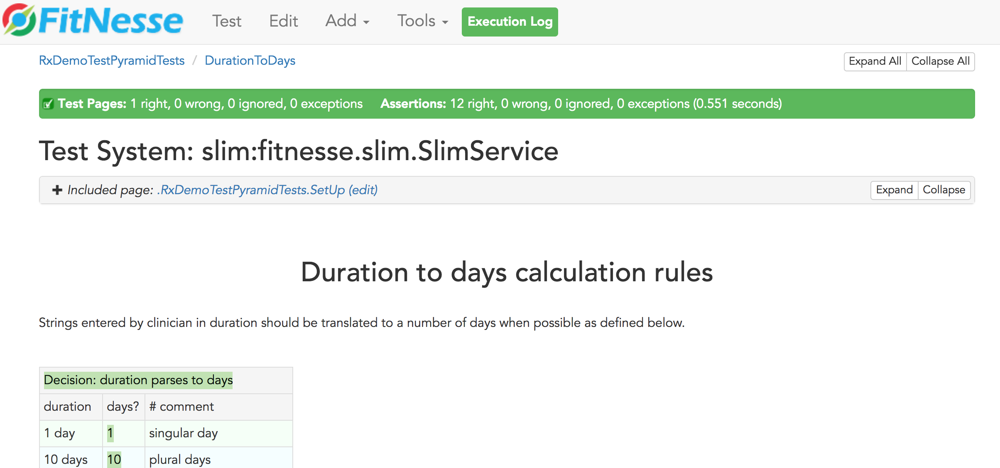 FitNesse Test Edit Add Tools Execution Log
RxDemoTestPyramidTests / DurationToDays Expand All Collapse All
Test Pages: 1 right, 0 wrong, 0 ignored, 0 exceptions Assertions: 12 right, 0 wrong, 0 ignored, 0 exceptions (0.551 seconds)
Test System: slim:fitnesse.slim.SlimService
Included page: .RxDemoTestPyramidTests.SetUp (edit) Expand Collapse
Duration to days calculation rules
Strings entered by clinician in duration should be translated to a number of days when possible as defined below.
Decision: duration parses to days
duration days? # comment
1 day 1 singular day
10 days 10 plural days